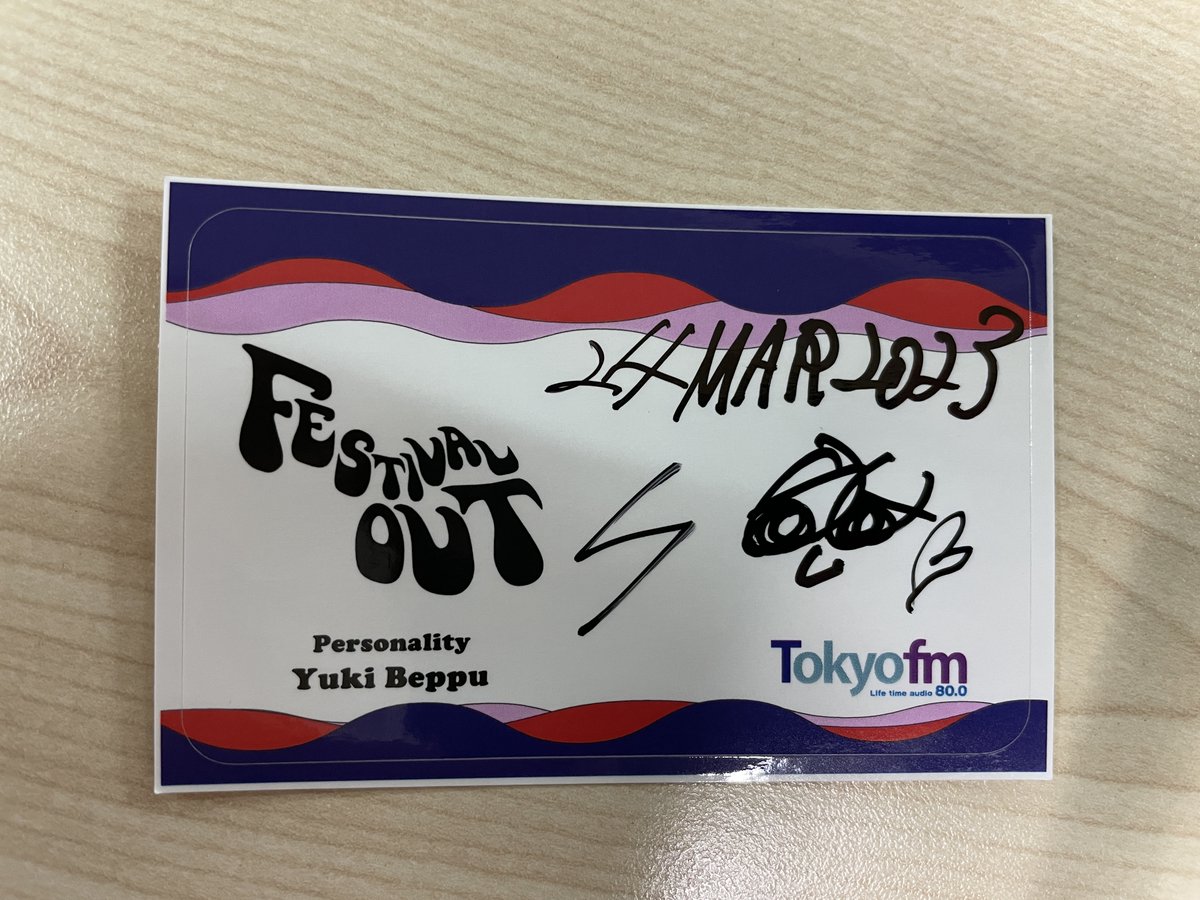 24 MAR 2023
FESTIVAL
OUT
Personality
Yuki Beppu
Tokyofm
Life time audio 80.0